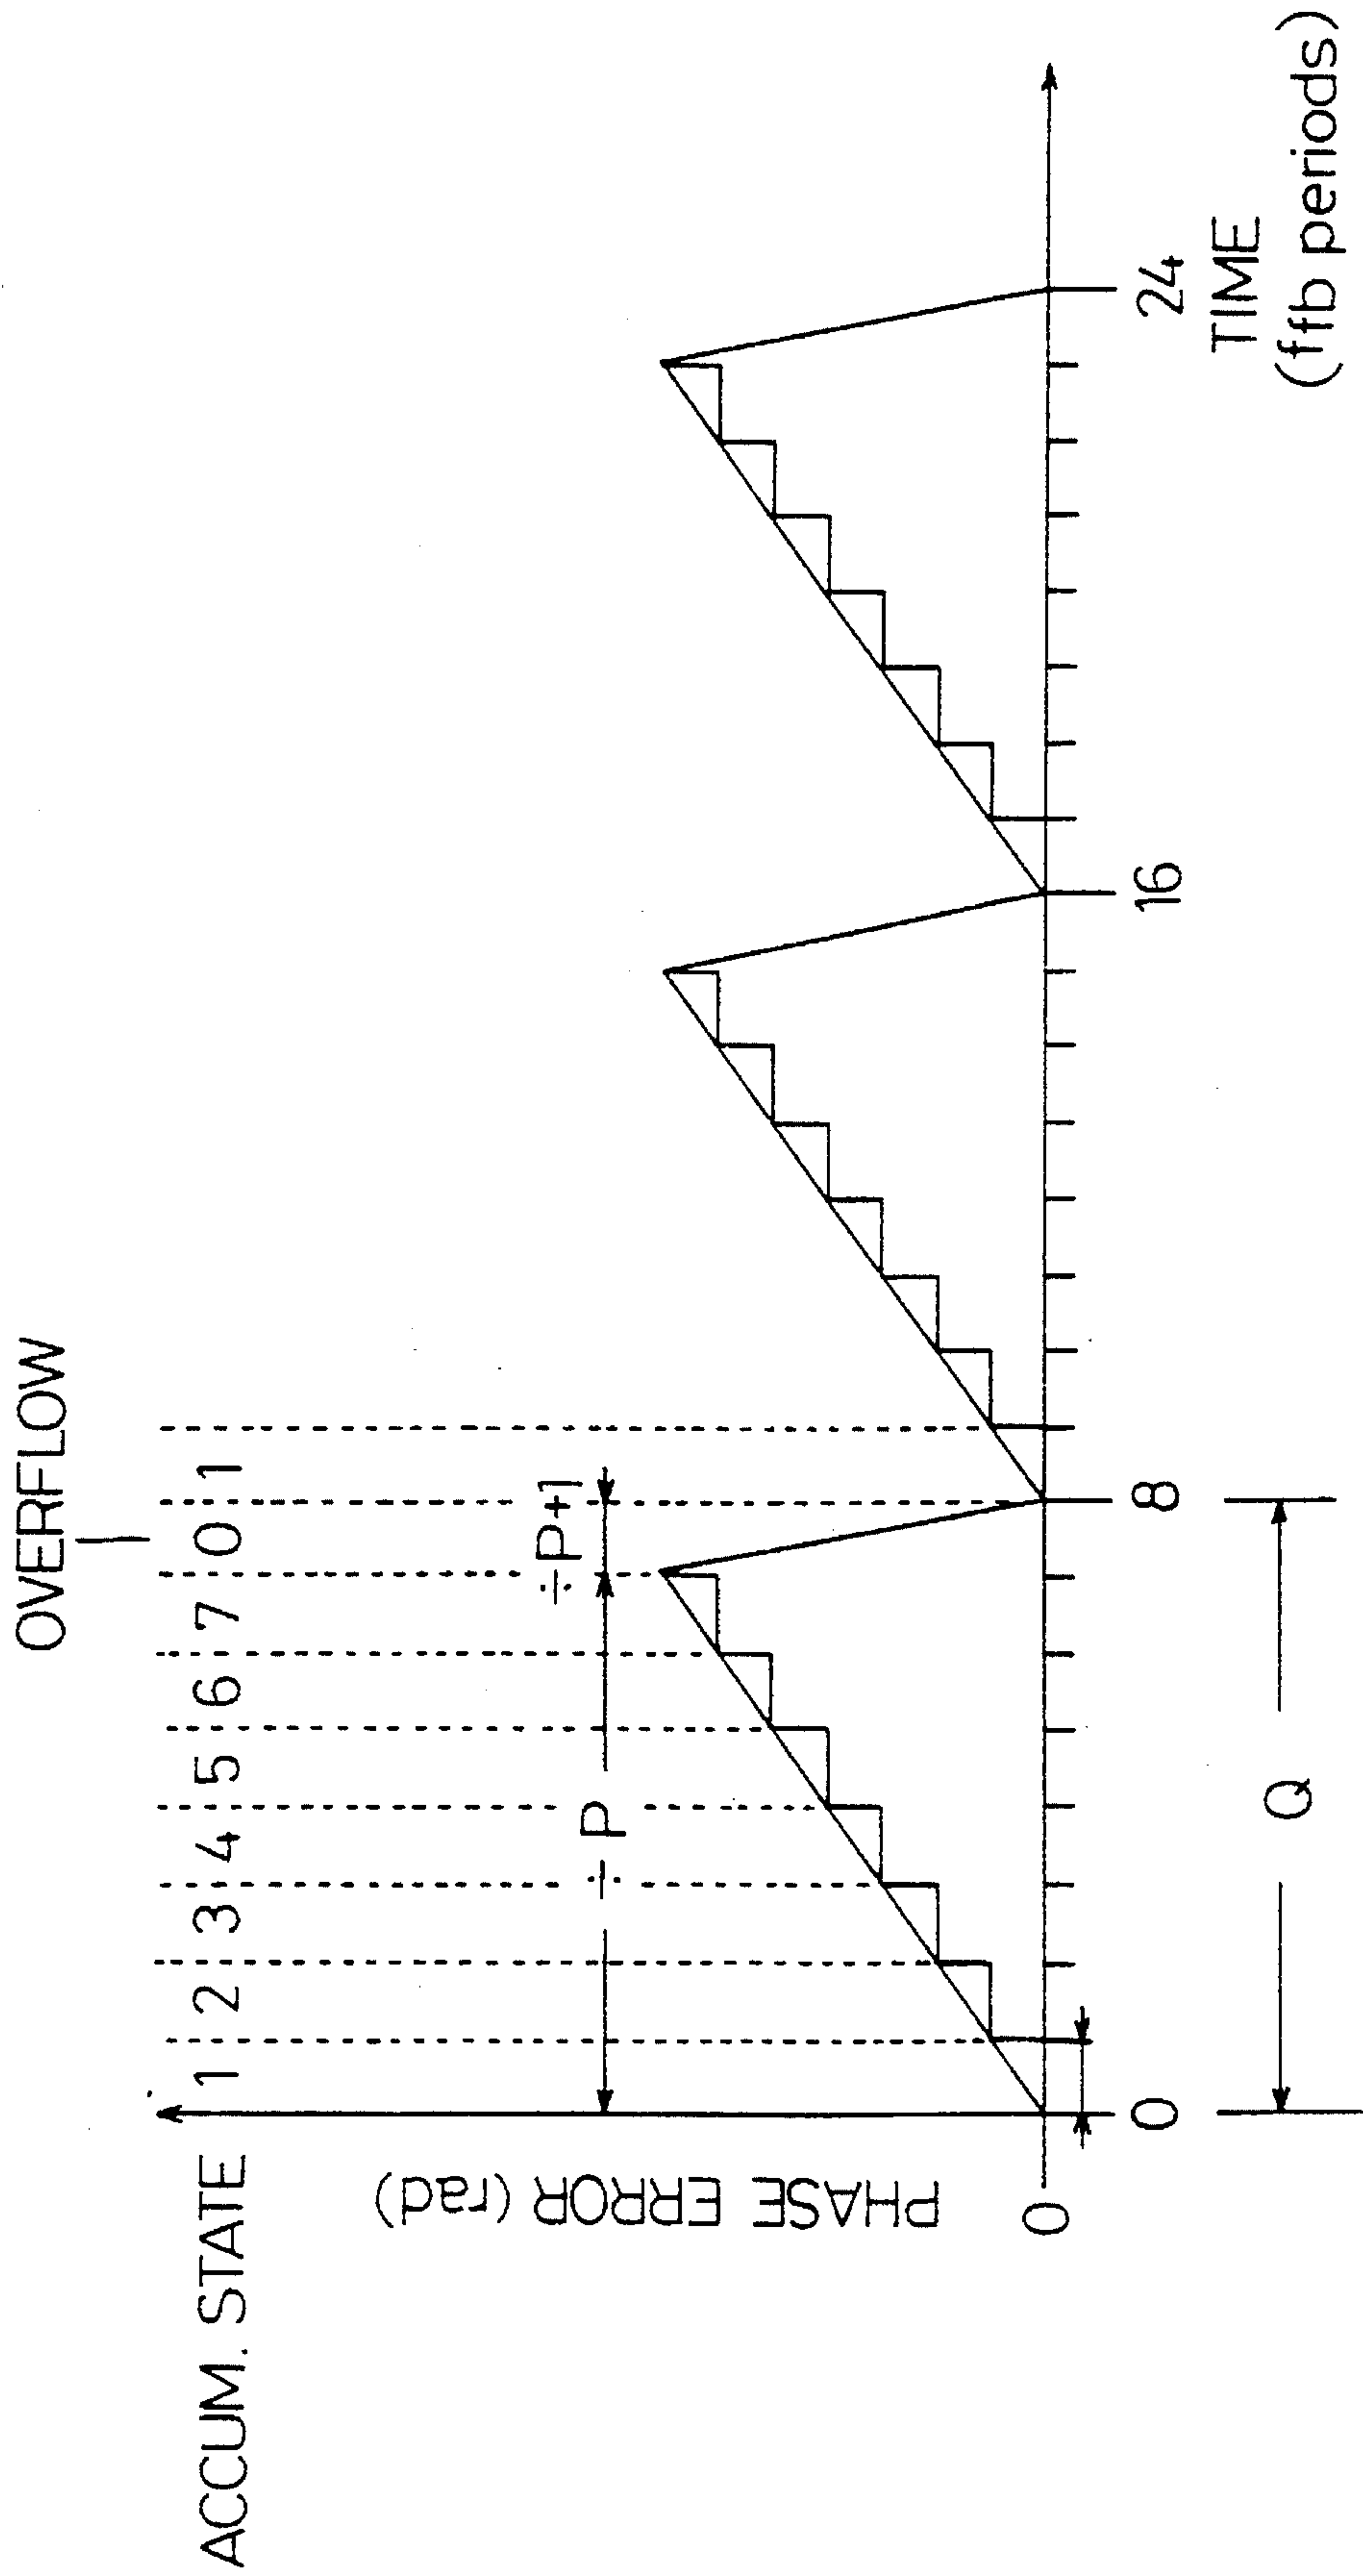 OVERFLOW
ACCUM. STATE 1 2 3 4 5 6 7 0 1
÷ P+1
÷ P
PHASE ERROR (rad)
0
0 8 16 24
TIME
(ffb periods)
Q